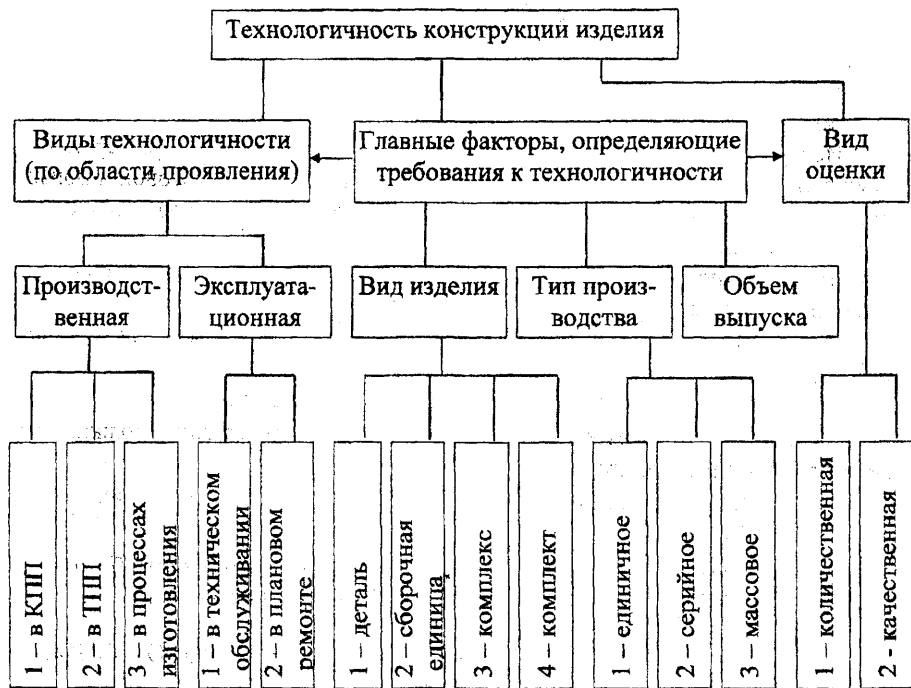 Технологичность конструкции изделия
Виды технологичности
(по области проявления)
Главные факторы, определяющие
требования к технологичности
Вид
оценки
Производст-
венная
Эксплуата-
ционная
Вид изделия
Тип произ-
водства
Объем
выпуска
1 – в КПП
2 – в ТПП
3 – в процессах
изготовления
1 – в техническом
обслуживании
2 – в плановом
ремонте
1 – деталь
2 – сборочная
единица
3 – комплекс
4 – комплект
1 – единичное
2 – серийное
3 – массовое
1 – количественная
2 - качественная